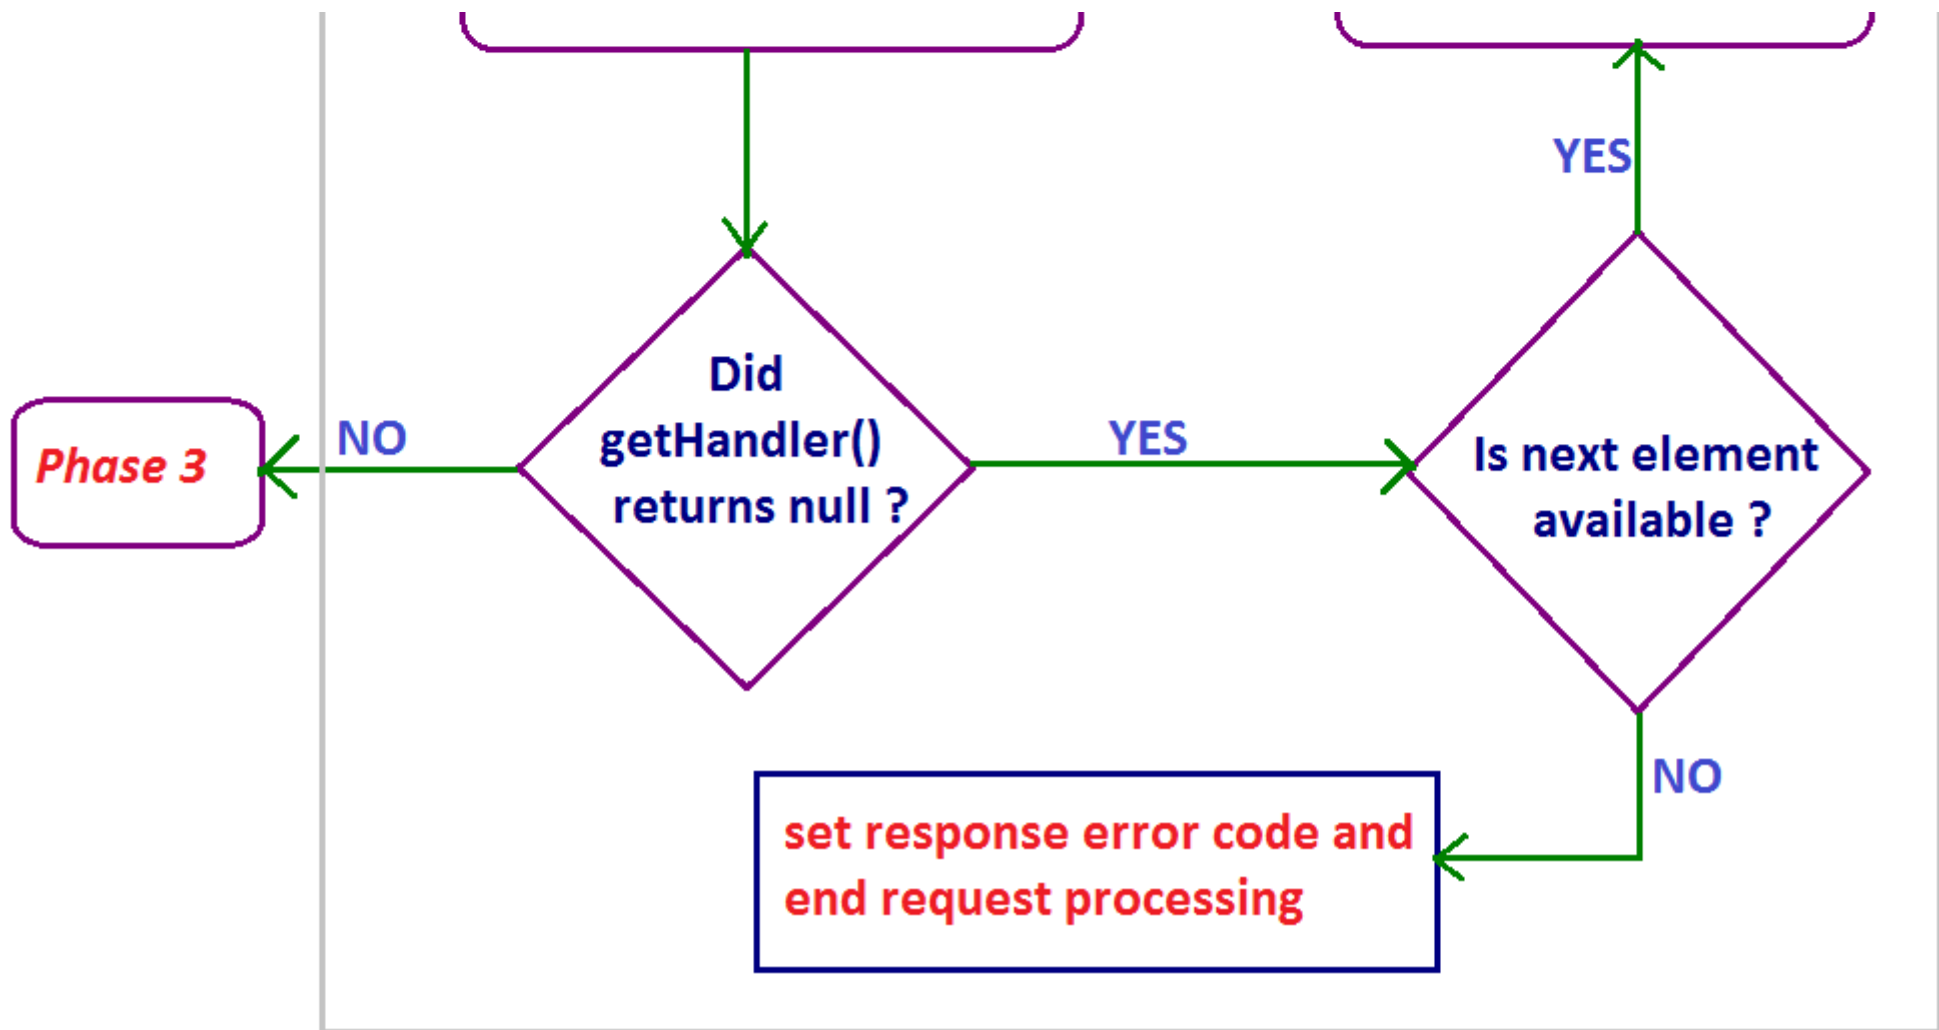 YES
Did
getHandler()
returns null ?
NO
YES
Phase 3
Is next element
available ?
NO
set response error code and
end request processing